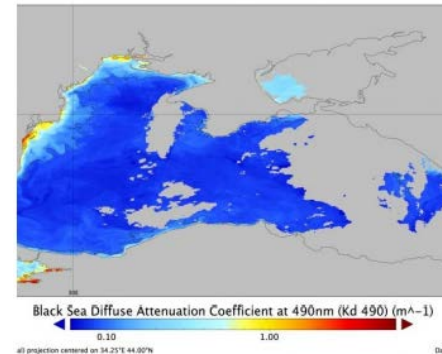 Black Sea Diffuse Attenuation Coefficient at 490nm (Kd 490) (m^-1)
0.10 1.00
al) projection centered on 34.25°E 44.00°N